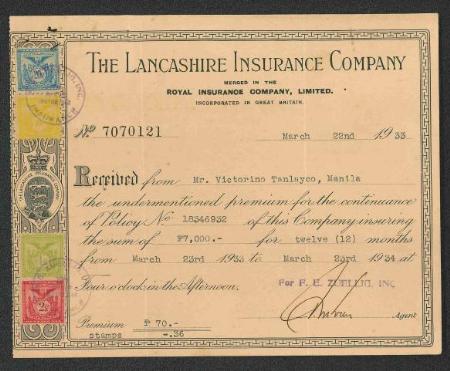 THE LANCASHIRE INSURANCE COMPANY
MERGED IN THE
ROYAL INSURANCE COMPANY, LIMITED.
INCORPORATED IN GREAT BRITAIN.
No 7070121 March 22nd 1933
Received from Mr. Victorino Tanlayco, Manila
the undermentioned premium for the continuance
of Policy No 18346932 of this Company insuring
the sum of ₱7,000.— for twelve (12) months
from March 23rd 1933 to March 23rd 1934 at
Four o'clock in the Afternoon.
For F. E. ZUELLIG, INC.
Agent
Premium ₱ 70.-
stamps -.36